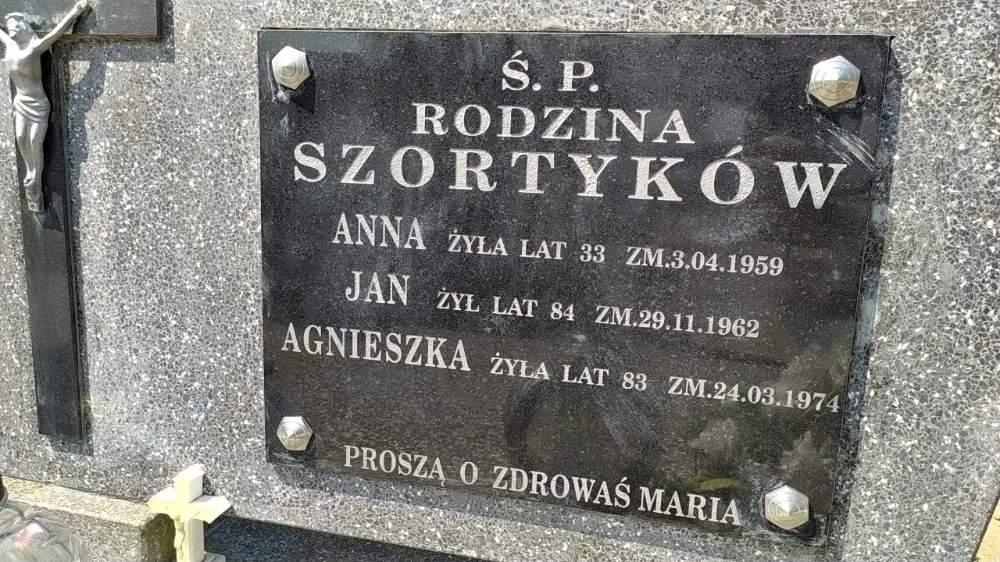 Ś. P.
RODZINA
SZORTYKÓW
ANNA ŻYŁA LAT 33 ZM.3.04.1959
JAN ŻYŁ LAT 84 ZM.29.11.1962
AGNIESZKA ŻYŁA LAT 83 ZM.24.03.1974
PROSZĄ O ZDROWAŚ MARIA